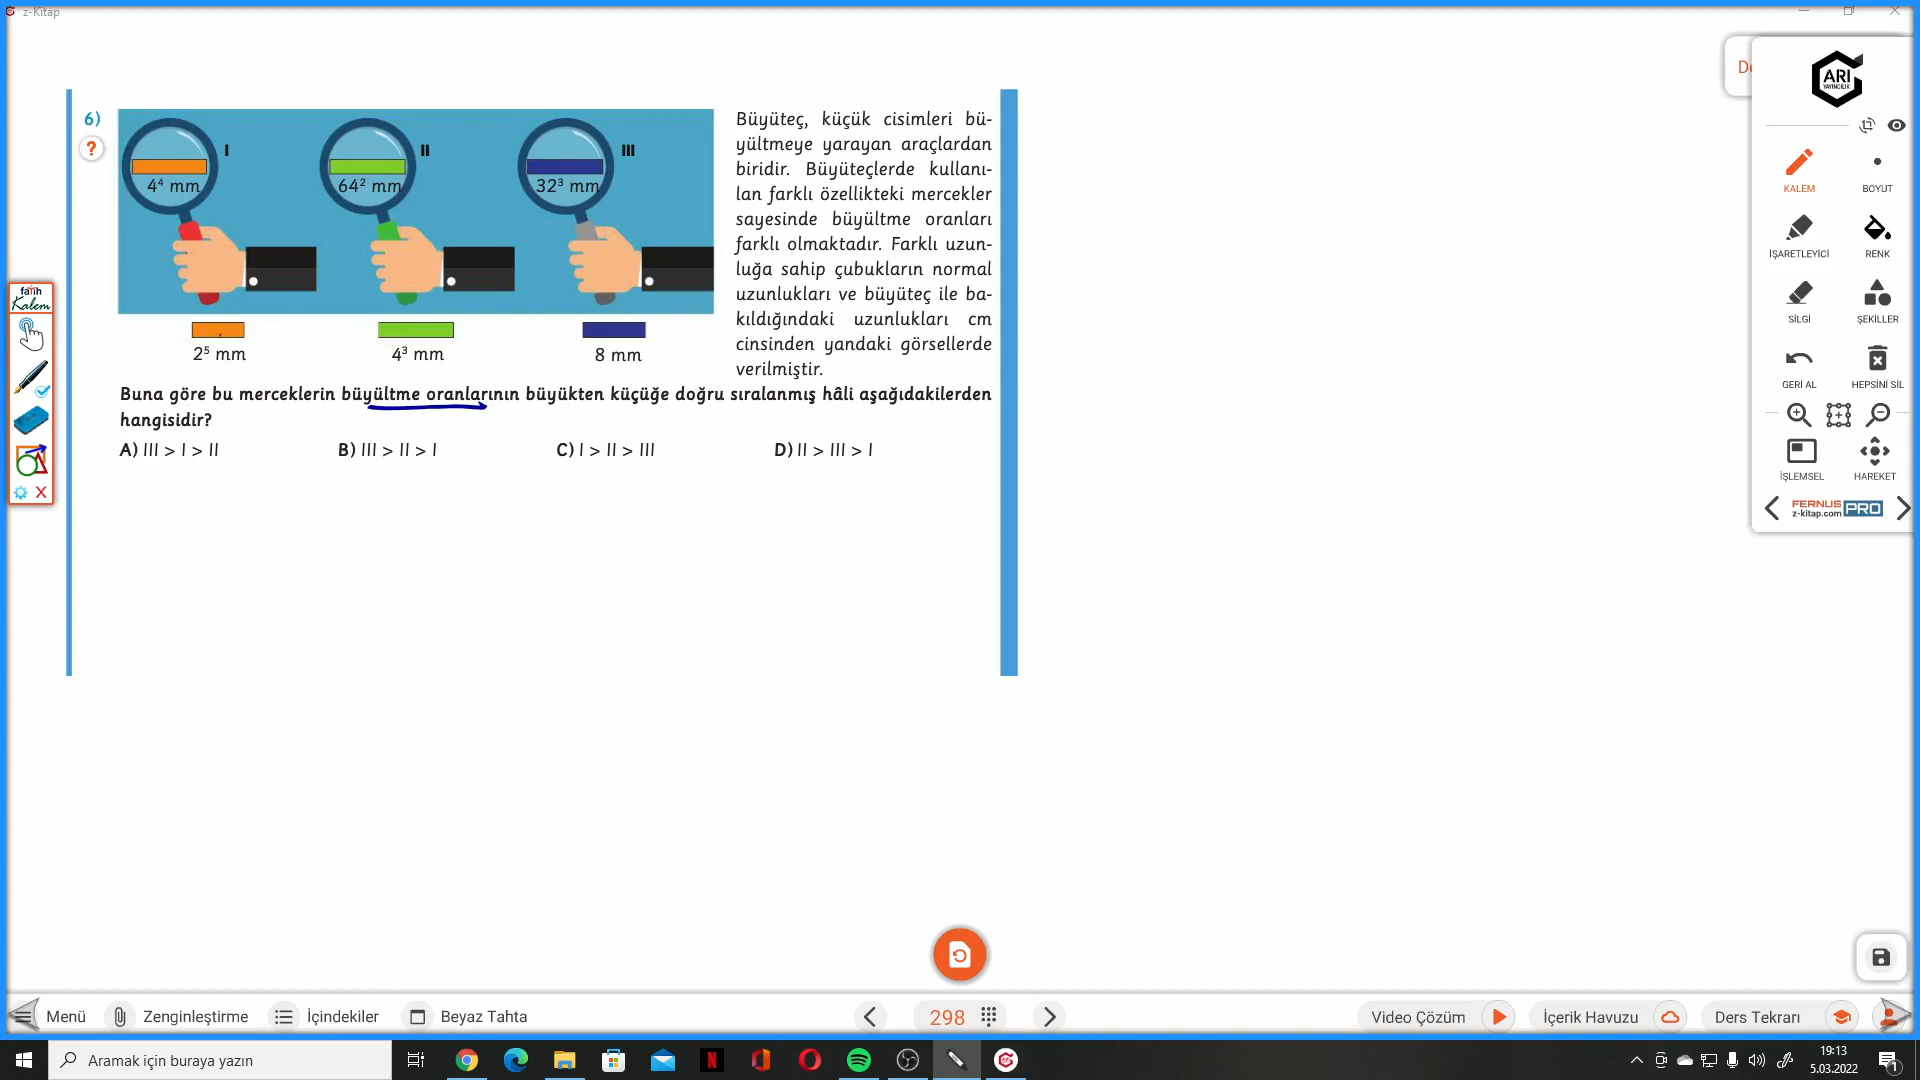 z-Kitap
6)
?
I
II
III
4⁴ mm
64² mm
32³ mm
2⁵ mm
4³ mm
8 mm
Büyüteç, küçük cisimleri bü-
yültmeye yarayan araçlardan
biridir. Büyüteçlerde kullanı-
lan farklı özellikteki mercekler
sayesinde büyültme oranları
farklı olmaktadır. Farklı uzun-
luğa sahip çubukların normal
uzunlukları ve büyüteç ile ba-
kıldığındaki uzunlukları cm
cinsinden yandaki görsellerde
verilmiştir.
Buna göre bu merceklerin büyültme oranlarının büyükten küçüğe doğru sıralanmış hâli aşağıdakilerden
hangisidir?
A) III > I > II
B) III > II > I
C) I > II > III
D) II > III > I
fatih
Kalem
ARI
YAYINCILIK
KALEM
BOYUT
İŞARETLEYİCİ
RENK
SİLGİ
ŞEKİLLER
GERİ AL
HEPSİNİ SİL
İŞLEMSEL
HAREKET
FERNUS
z-kitap.com
PRO
Menü
Zenginleştirme
İçindekiler
Beyaz Tahta
298
Video Çözüm
İçerik Havuzu
Ders Tekrarı
Aramak için buraya yazın
19:13
5.03.2022
1